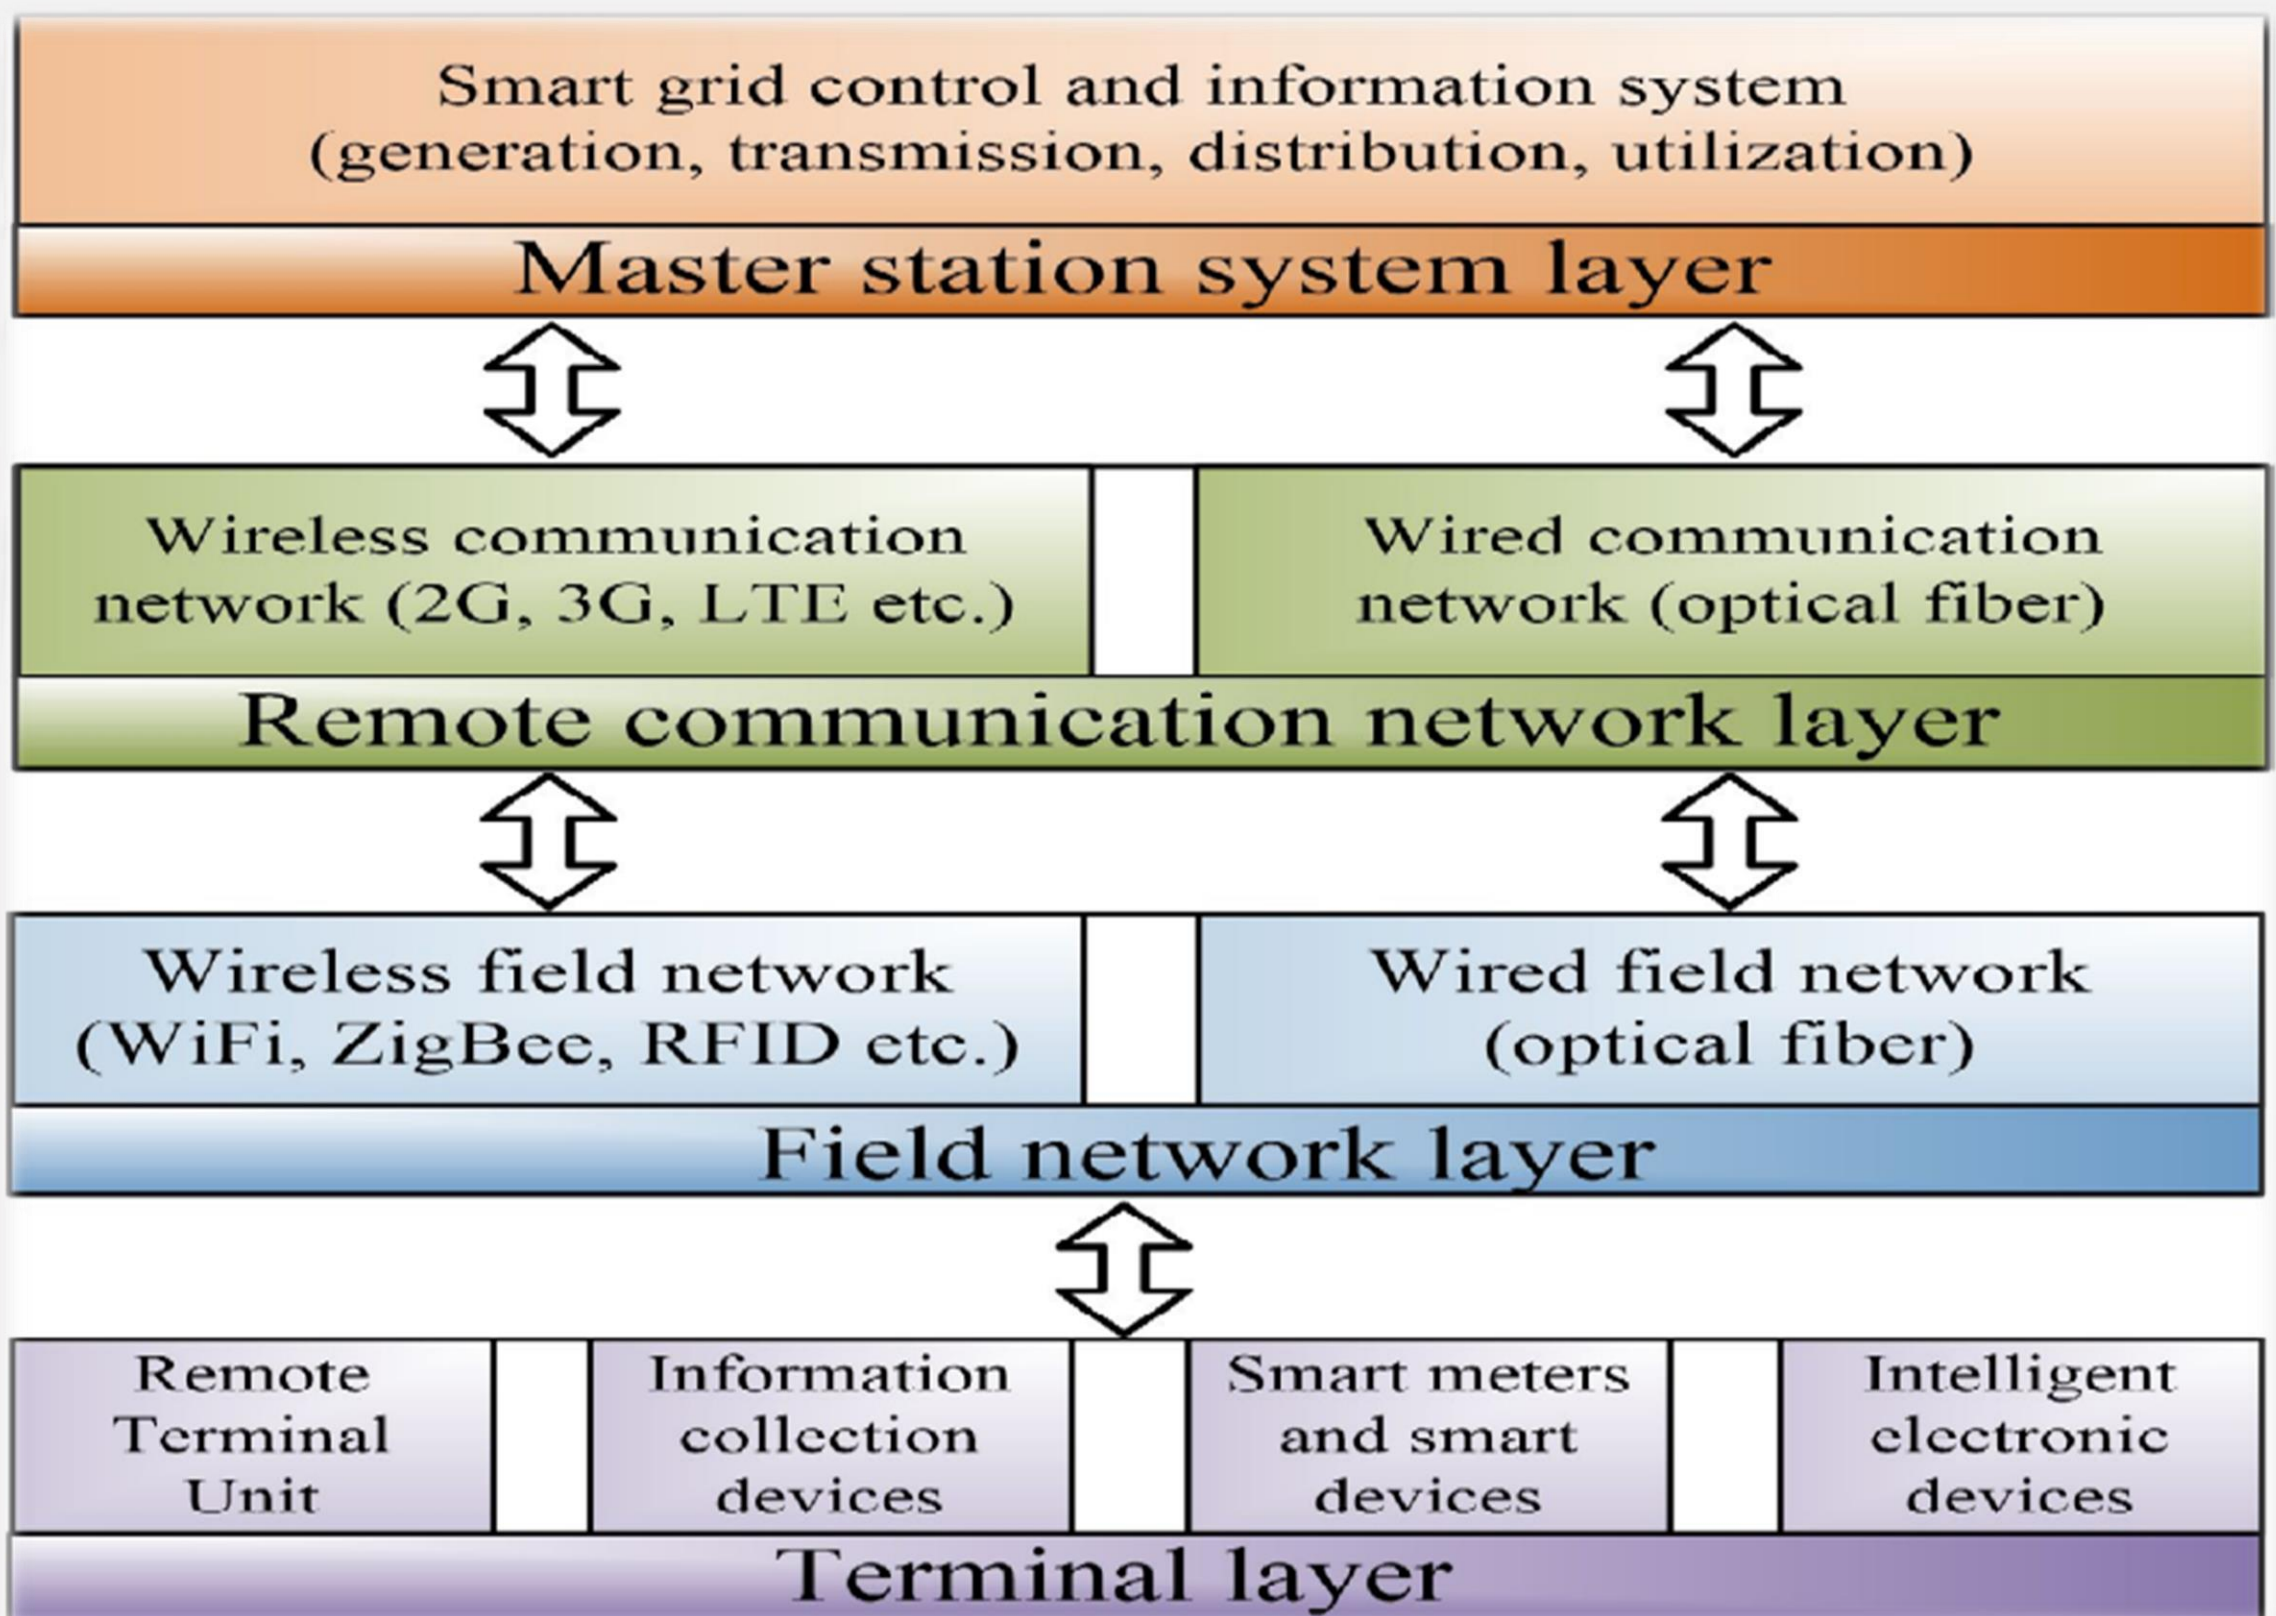 Smart grid control and information system
(generation, transmission, distribution, utilization)
Master station system layer
Wireless communication
network (2G, 3G, LTE etc.)
Wired communication
network (optical fiber)
Remote communication network layer
Wireless field network
(WiFi, ZigBee, RFID etc.)
Wired field network
(optical fiber)
Field network layer
Remote
Terminal
Unit
Information
collection
devices
Smart meters
and smart
devices
Intelligent
electronic
devices
Terminal layer